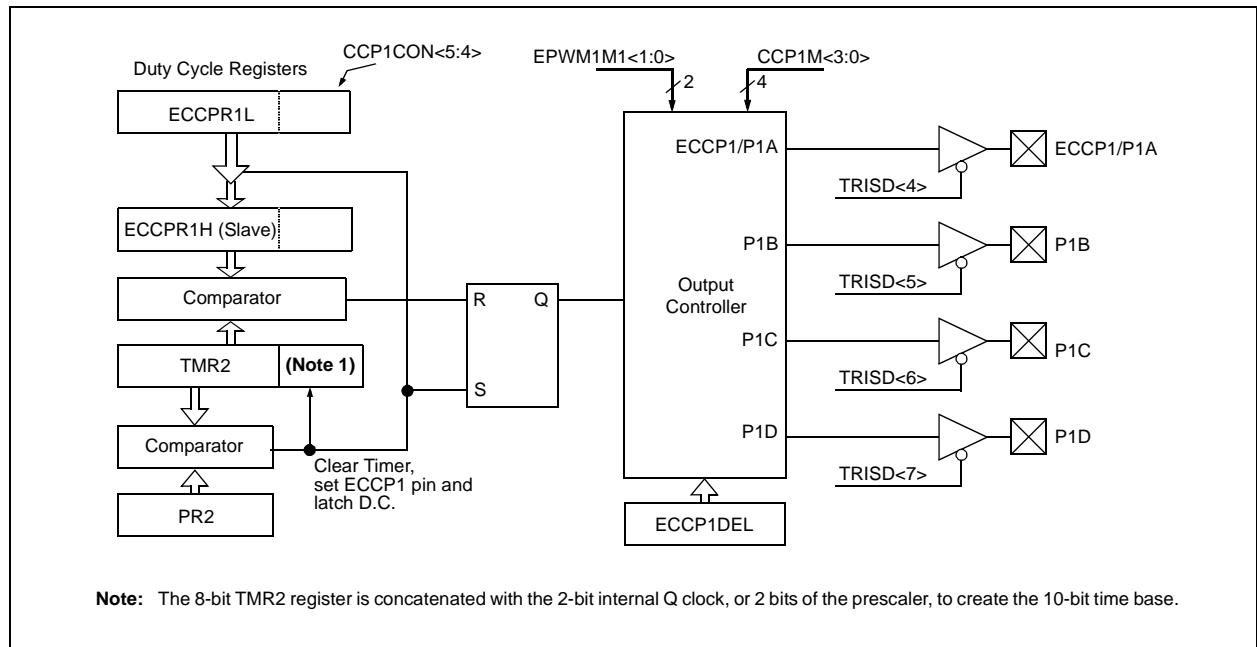 CCP1CON<5:4>
Duty Cycle Registers
ECCPR1L
ECCPR1H (Slave)
Comparator
TMR2
(Note 1)
Comparator
PR2
Clear Timer,
set ECCP1 pin and
latch D.C.
R
Q
S
EPWM1M1<1:0>
2
CCP1M<3:0>
4
Output
Controller
ECCP1/P1A
P1B
P1C
P1D
ECCP1DEL
TRISD<4>
ECCP1/P1A
TRISD<5>
P1B
TRISD<6>
P1C
TRISD<7>
P1D
Note: The 8-bit TMR2 register is concatenated with the 2-bit internal Q clock, or 2 bits of the prescaler, to create the 10-bit time base.